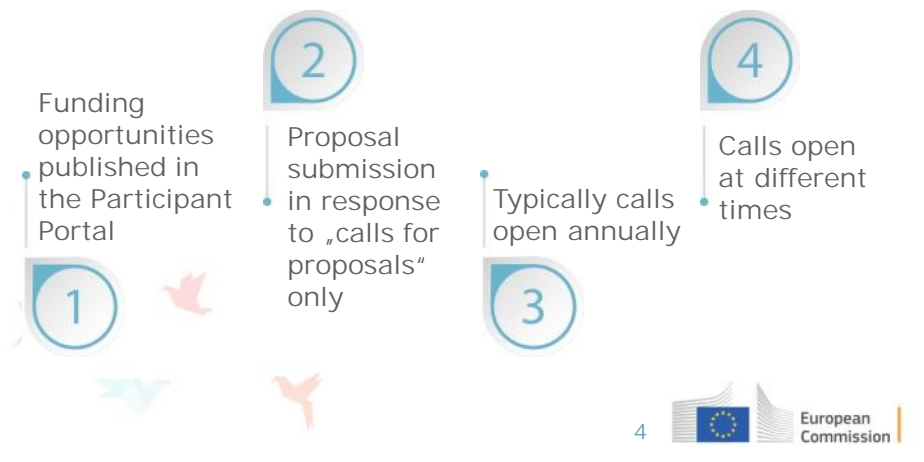 1
Funding
opportunities
published in
the Participant
Portal
2
Proposal
submission
in response
to „calls for
proposals“
only
3
Typically calls
open annually
4
Calls open
at different
times
4
European
Commission